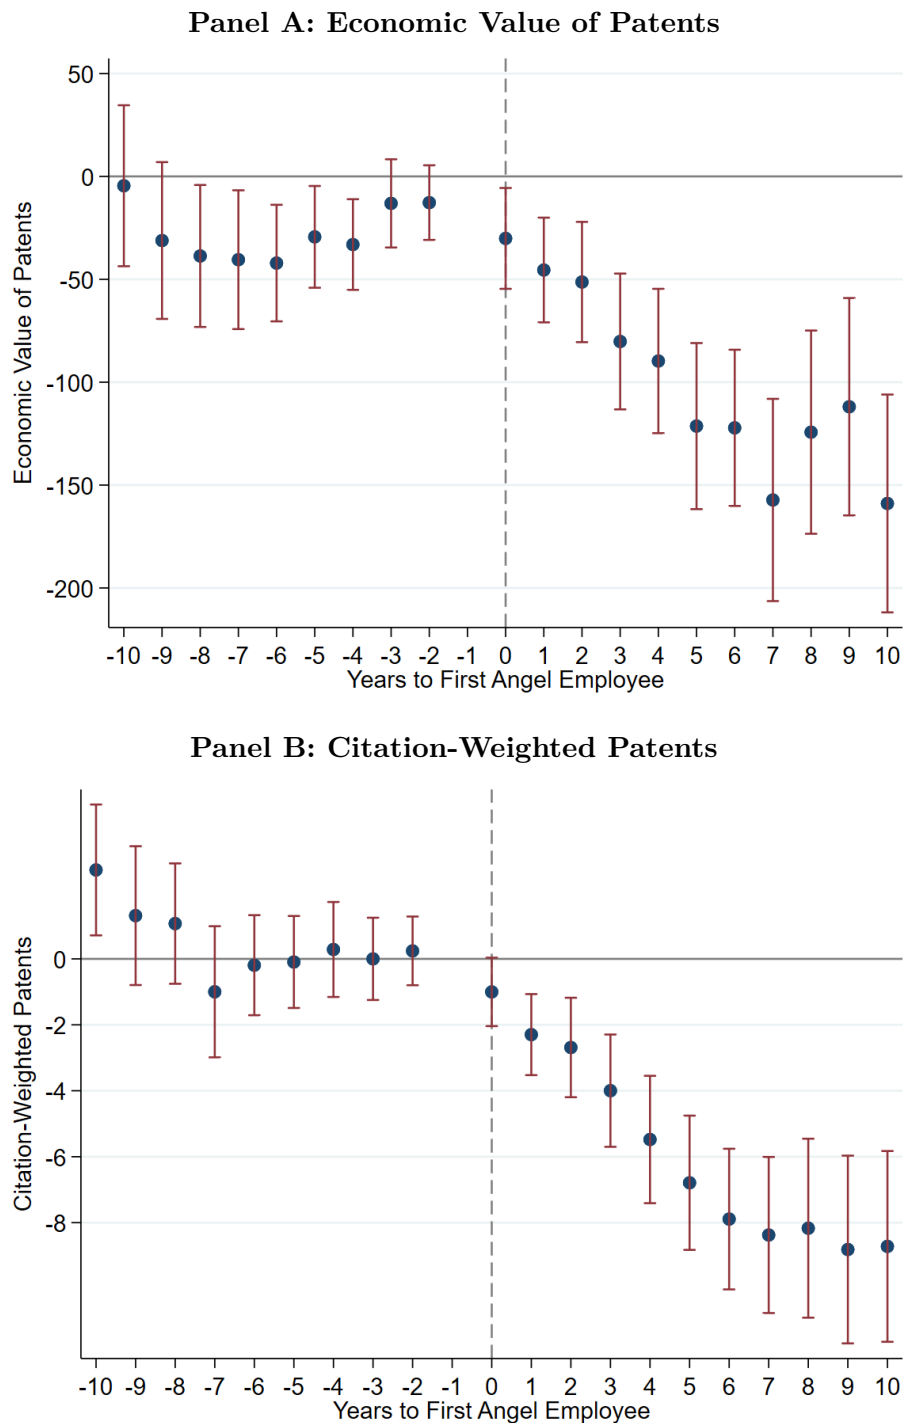 Panel A: Economic Value of Patents
50
0
-50
-100
-150
-200
Economic Value of Patents
-10 -9 -8 -7 -6 -5 -4 -3 -2 -1 0 1 2 3 4 5 6 7 8 9 10
Years to First Angel Employee
Panel B: Citation-Weighted Patents
0
-2
-4
-6
-8
Citation-Weighted Patents
-10 -9 -8 -7 -6 -5 -4 -3 -2 -1 0 1 2 3 4 5 6 7 8 9 10
Years to First Angel Employee